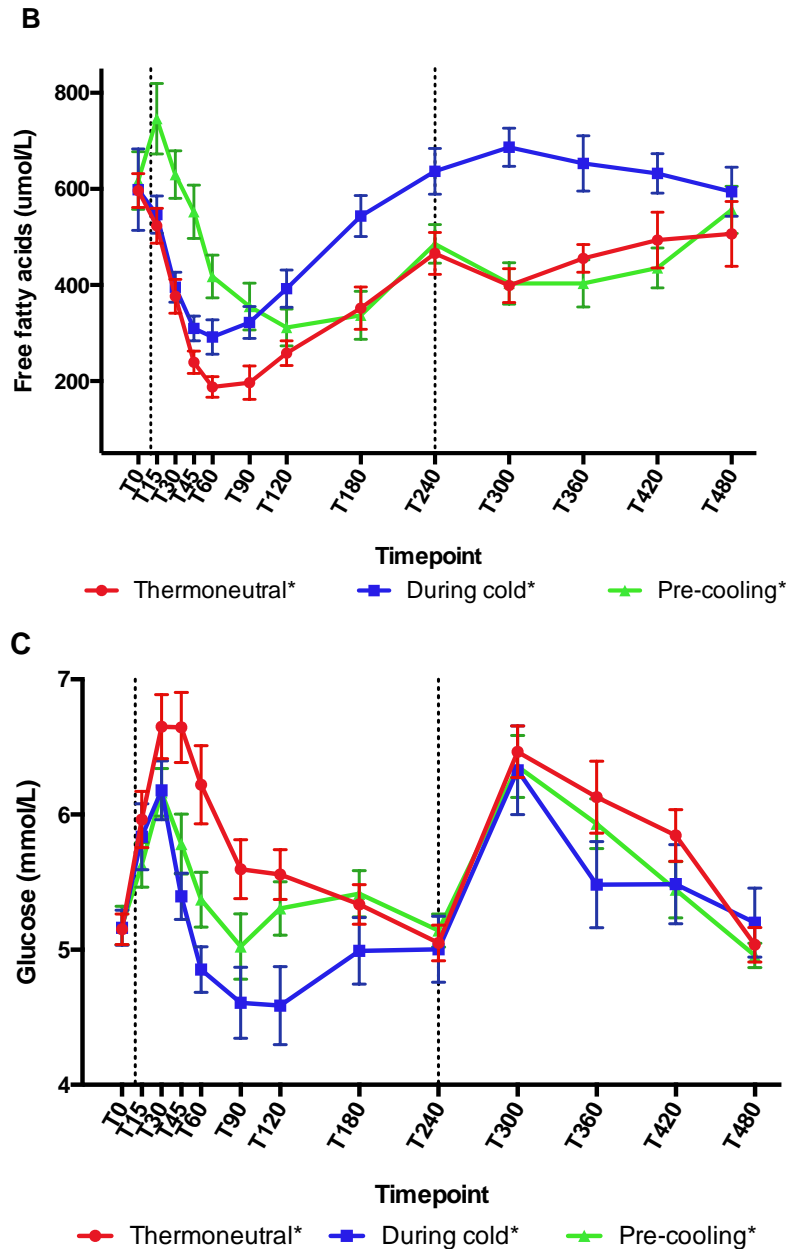 B
Free fatty acids (umol/L)
800
600
400
200
T0
T15
T30
T45
T60
T90
T120
T180
T240
T300
T360
T420
T480
Timepoint
Thermoneutral* During cold* Pre-cooling*
C
Glucose (mmol/L)
7
6
5
4
T0
T15
T30
T45
T60
T90
T120
T180
T240
T300
T360
T420
T480
Timepoint
Thermoneutral* During cold* Pre-cooling*